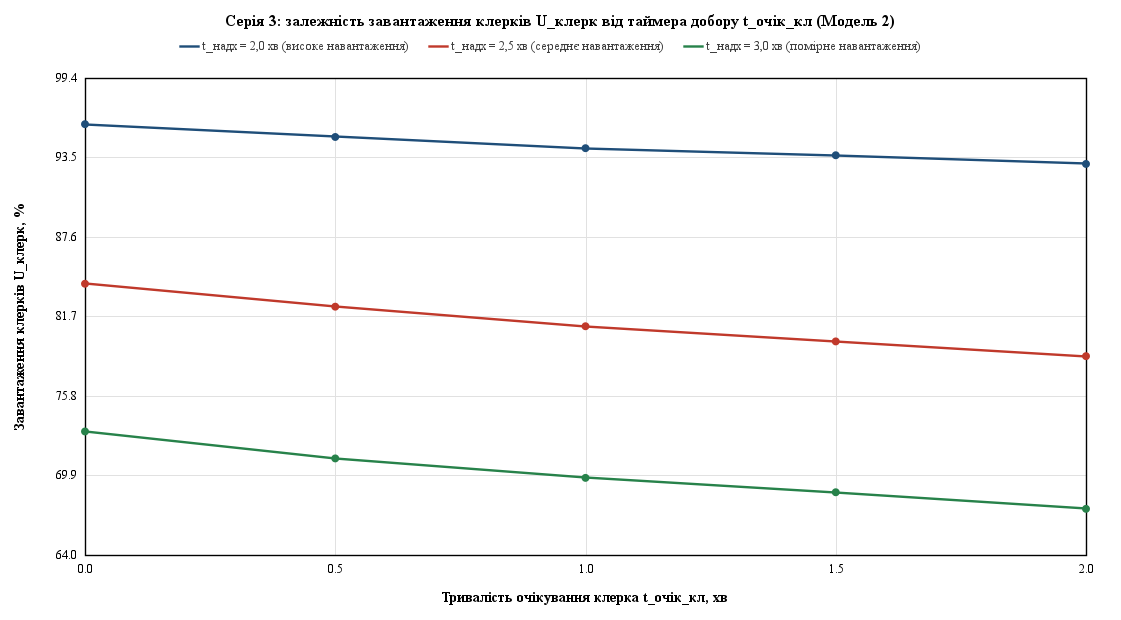 Серія 3: залежність завантаження клерків U_клерк від таймера добору t_очік_кл (Модель 2)
t_надх = 2,0 хв (високе навантаження) t_надх = 2,5 хв (середнє навантаження) t_надх = 3,0 хв (помірне навантаження)
99.4
93.5
87.6
81.7
75.8
69.9
64.0
Завантаження клерків U_клерк, %
0.0 0.5 1.0 1.5 2.0
Тривалість очікування клерка t_очік_кл, хв